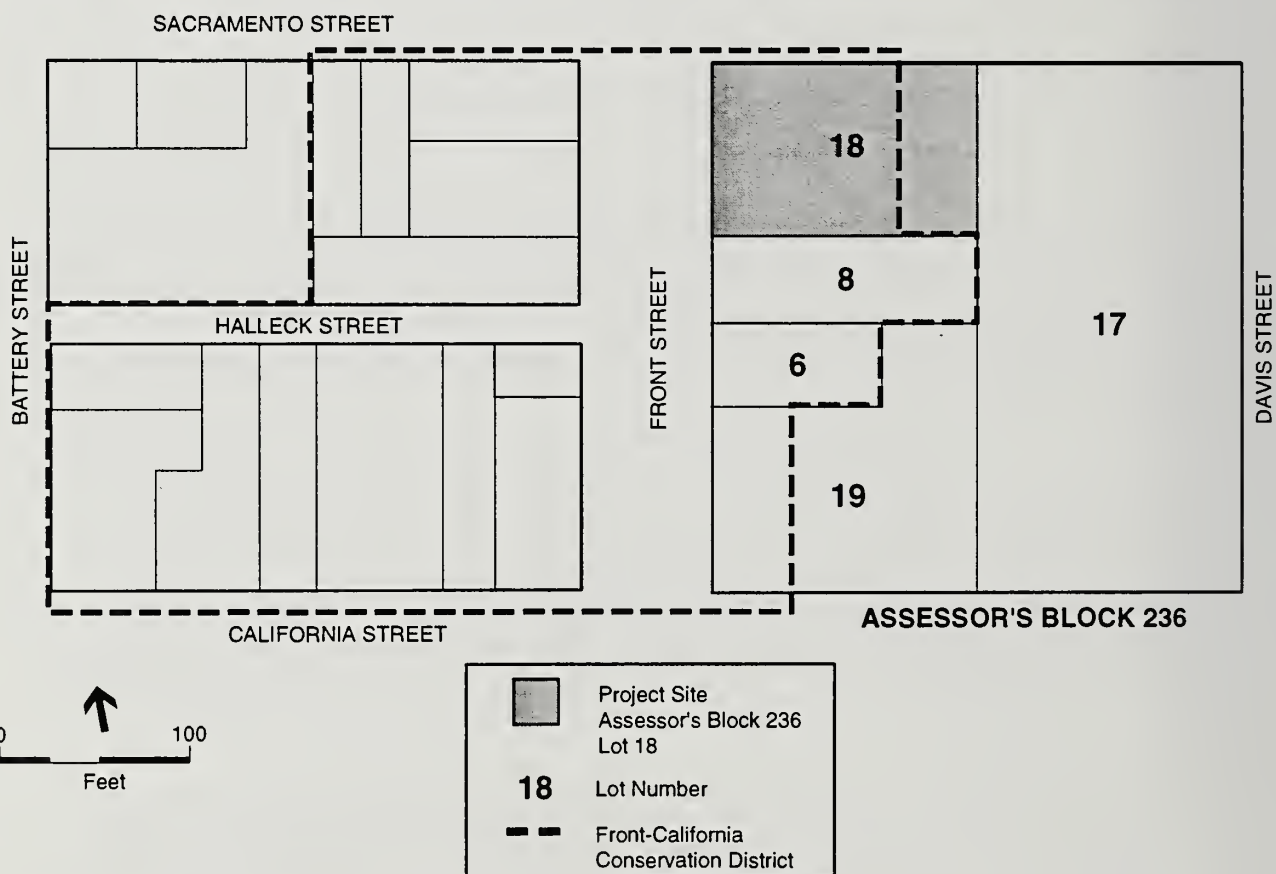 SACRAMENTO STREET
18
BATTERY STREET
HALLECK STREET
FRONT STREET
8
6
17
DAVIS STREET
19
CALIFORNIA STREET
ASSESSOR'S BLOCK 236
0 100
Feet
Project Site
Assessor's Block 236
Lot 18
18 Lot Number
Front-California
Conservation District